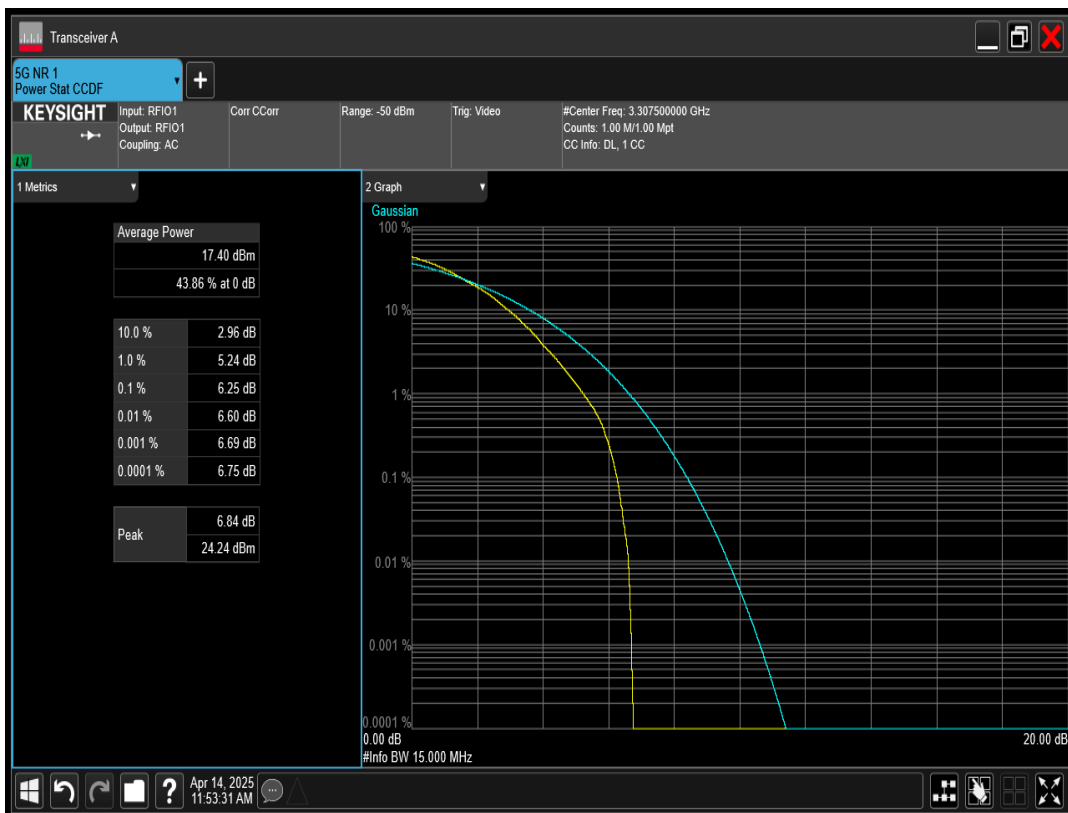 Transceiver A
5G NR 1
Power Stat CCDF
+
KEYSIGHT
LXI
Input: RFIO1
Output: RFIO1
Coupling: AC
Corr CCorr
Range: -50 dBm
Trig: Video
#Center Freq: 3.307500000 GHz
Counts: 1.00 M/1.00 Mpt
CC Info: DL, 1 CC
1 Metrics
Average Power
17.40 dBm
43.86 % at 0 dB
10.0 % 2.96 dB
1.0 % 5.24 dB
0.1 % 6.25 dB
0.01 % 6.60 dB
0.001 % 6.69 dB
0.0001 % 6.75 dB
Peak
6.84 dB
24.24 dBm
2 Graph
Gaussian
100 %
10 %
1 %
0.1 %
0.01 %
0.001 %
0.0001 %
0.00 dB 20.00 dB
#Info BW 15.000 MHz
?
Apr 14, 2025
11:53:31 AM